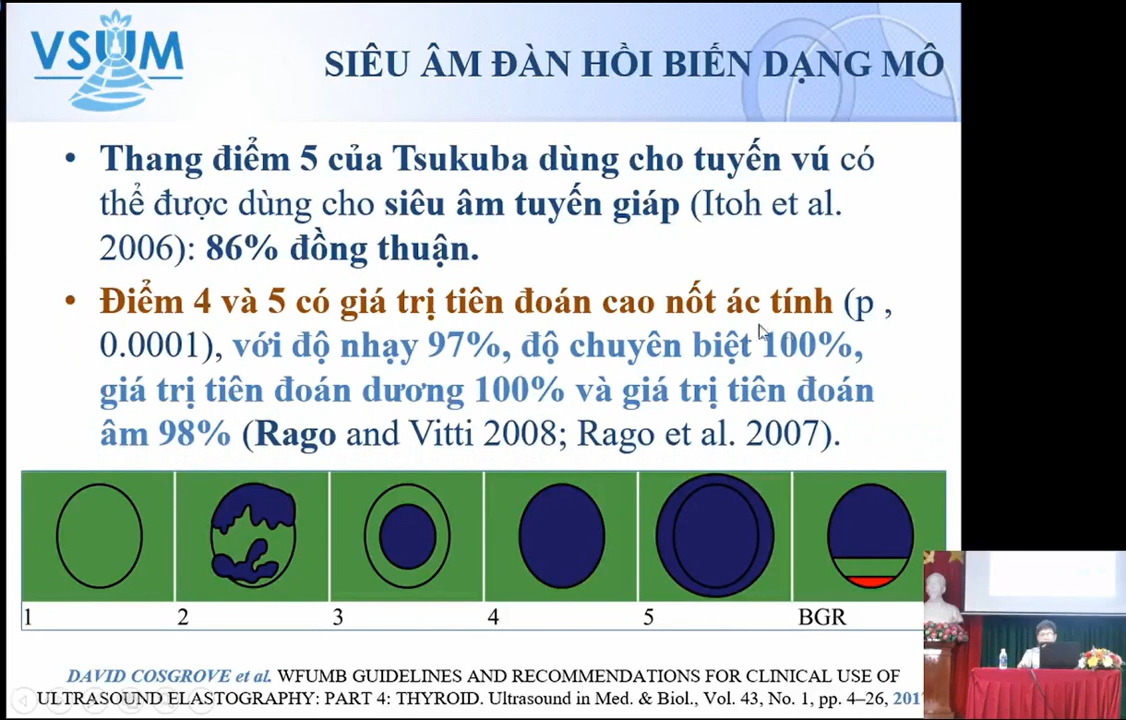 VSUM
SIÊU ÂM ĐÀN HỒI BIẾN DẠNG MÔ
• Thang điểm 5 của Tsukuba dùng cho tuyến vú có
thể được dùng cho siêu âm tuyến giáp (Itoh et al.
2006): 86% đồng thuận.
• Điểm 4 và 5 có giá trị tiên đoán cao nốt ác tính (p ,
0.0001), với độ nhạy 97%, độ chuyên biệt 100%,
giá trị tiên đoán dương 100% và giá trị tiên đoán
âm 98% (Rago and Vitti 2008; Rago et al. 2007).
1 2 3 4 5 BGR
DAVID COSGROVE et al. WFUMB GUIDELINES AND RECOMMENDATIONS FOR CLINICAL USE OF
ULTRASOUND ELASTOGRAPHY: PART 4: THYROID. Ultrasound in Med. & Biol., Vol. 43, No. 1, pp. 4–26,